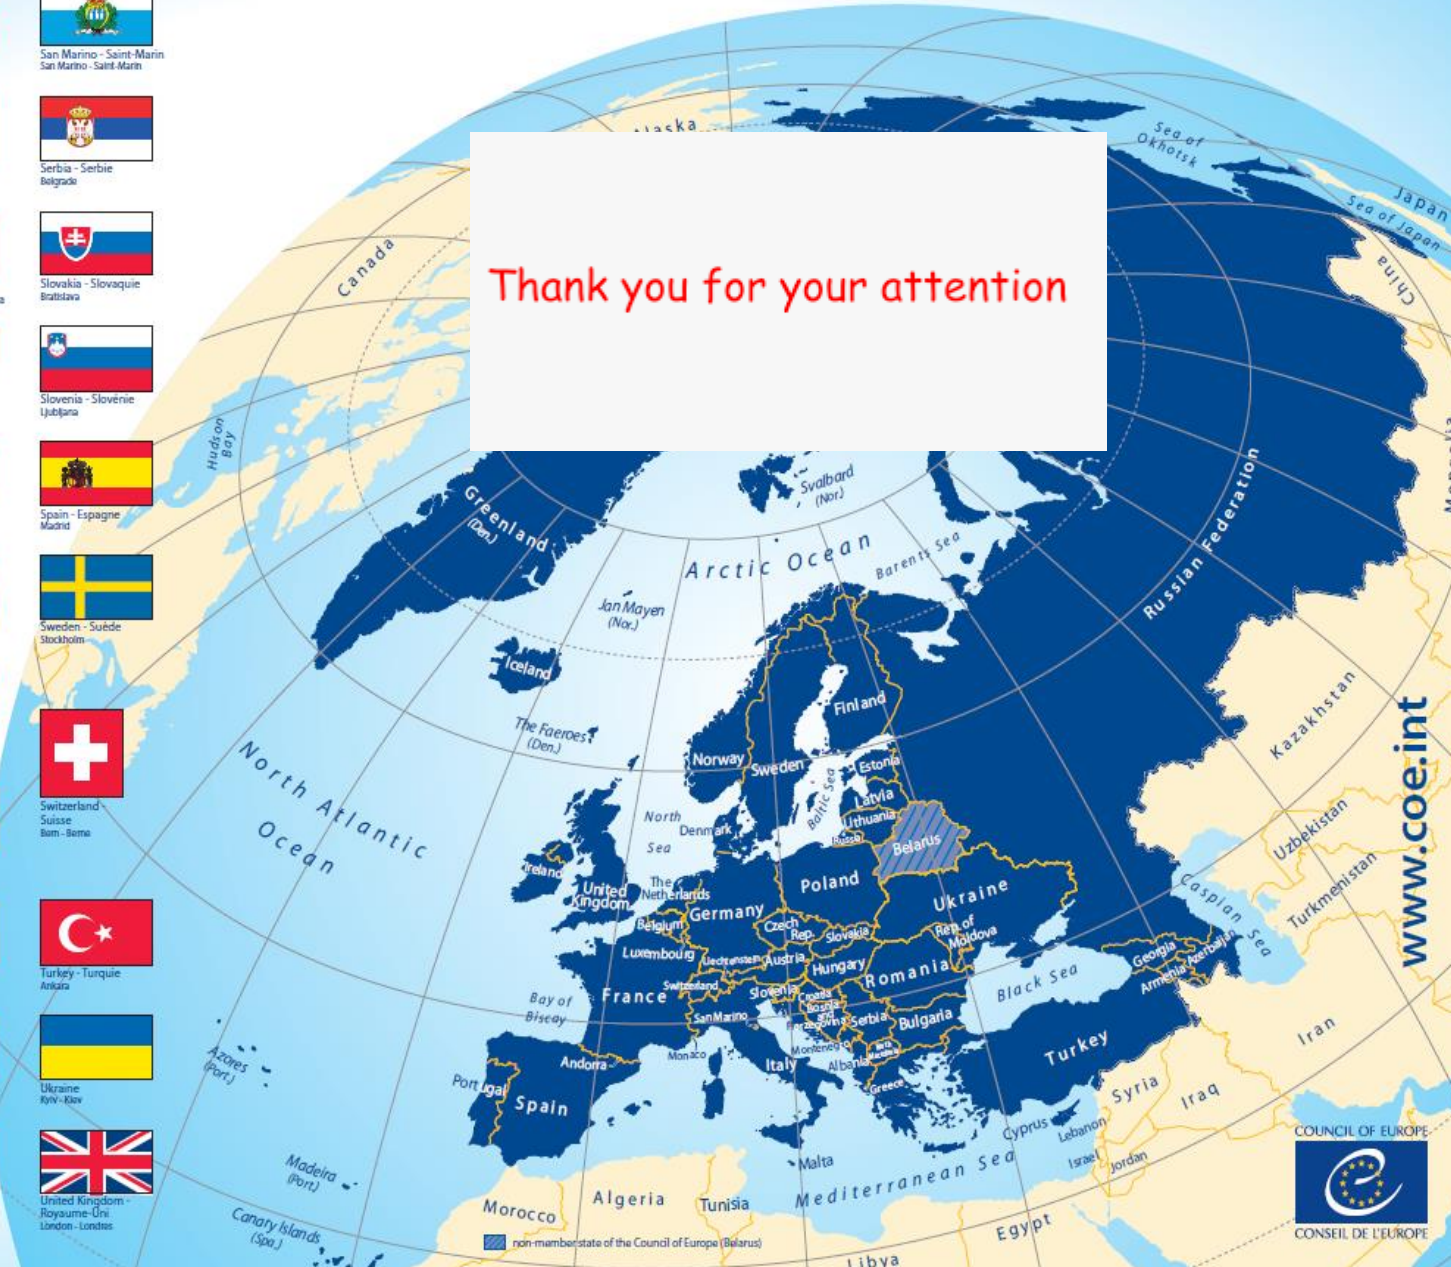 San Marino - Saint-Marin
San Marino - Saint-Marin
Serbia - Serbie
Belgrade
Slovakia - Slovaquie
Bratislava
Slovenia - Slovénie
Ljubljana
Spain - Espagne
Madrid
Sweden - Suède
Stockholm
Switzerland -
Suisse
Bern - Berne
Turkey - Turquie
Ankara
Ukraine
Kyiv - Kiev
United Kingdom -
Royaume-Uni
London - Londres
Alaska
Sea of
Okhotsk
Japan
Sea of Japan
China
Canada
Thank you for your attention
Hudson
Bay
Greenland
(Den.)
Svalbard
(Nor.)
Arctic Ocean
Barents Sea
Russian Federation
Jan Mayen
(Nor.)
Iceland
The Faeroes
(Den.)
Finland
Norway
Sweden
Estonia
Baltic Sea
Latvia
Lithuania
Russia
Belarus
Kazakhstan
Uzbekistan
Turkmenistan
www.coe.int
North Atlantic
Ocean
North
Sea
Denmark
Ireland
United
Kingdom
The
Netherlands
Belgium
Germany
Poland
Ukraine
Czech
Rep.
Slovakia
Rep. of
Moldova
Luxembourg
Liechtenstein
Austria
Hungary
Romania
Caspian Sea
Georgia
Armenia
Azerbaijan
Black Sea
Bay of
Biscay
France
Switzerland
Slovenia
Croatia
Bosnia
and
Herzegovina
San Marino
Serbia
Bulgaria
Monaco
Italy
Montenegro
Albania
North
Macedonia
Greece
Turkey
Iran
Iraq
Syria
Azores
(Port.)
Andorra
Portugal
Spain
Cyprus
Lebanon
Israel
Jordan
Malta
Mediterranean Sea
Madeira
(Port.)
Canary Islands
(Spa.)
Morocco
Algeria
Tunisia
Libya
Egypt
non-member state of the Council of Europe (Belarus)
COUNCIL OF EUROPE
CONSEIL DE L'EUROPE